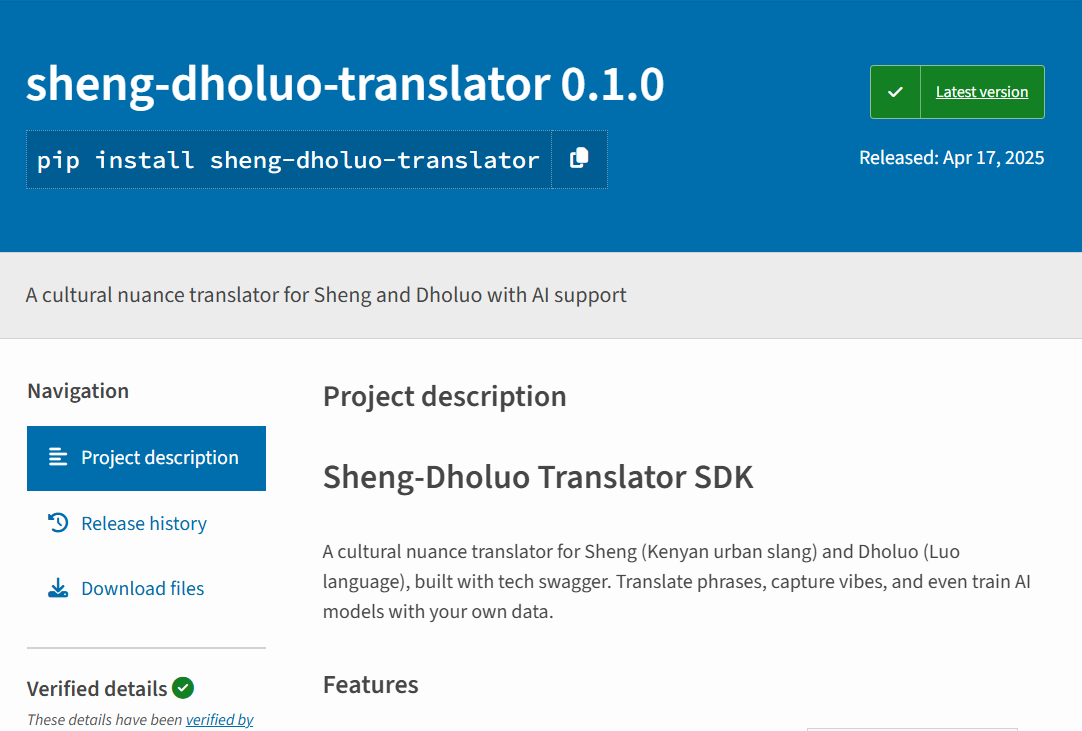 sheng-dholuo-translator 0.1.0
pip install sheng-dholuo-translator
Latest version
Released: Apr 17, 2025
A cultural nuance translator for Sheng and Dholuo with AI support
Navigation
Project description
Release history
Download files
Verified details
These details have been verified by
Project description
Sheng-Dholuo Translator SDK
A cultural nuance translator for Sheng (Kenyan urban slang) and Dholuo (Luo
language), built with tech swagger. Translate phrases, capture vibes, and even train AI
models with your own data.
Features